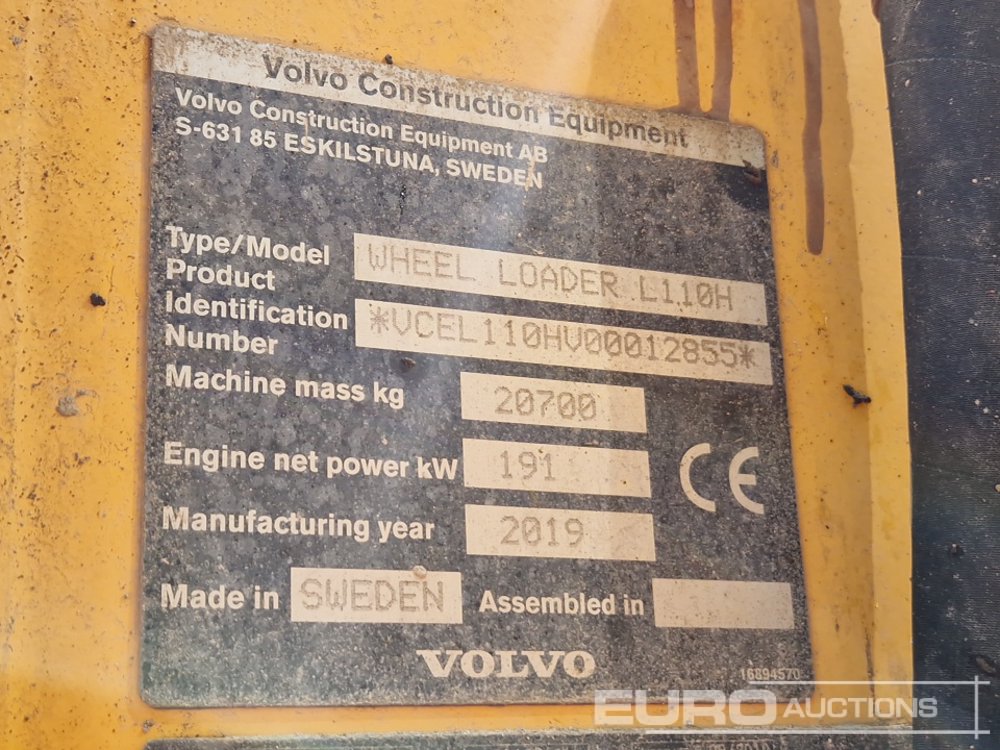 Volvo Construction Equipment
Volvo Construction Equipment AB
S-631 85 ESKILSTUNA, SWEDEN
Type/Model WHEEL LOADER L110H
Product
Identification *VCEL110HV00012855*
Number
Machine mass kg 20700
Engine net power kW 191
CE
Manufacturing year 2019
Made in SWEDEN Assembled in
VOLVO
16894570
EURO AUCTIONS